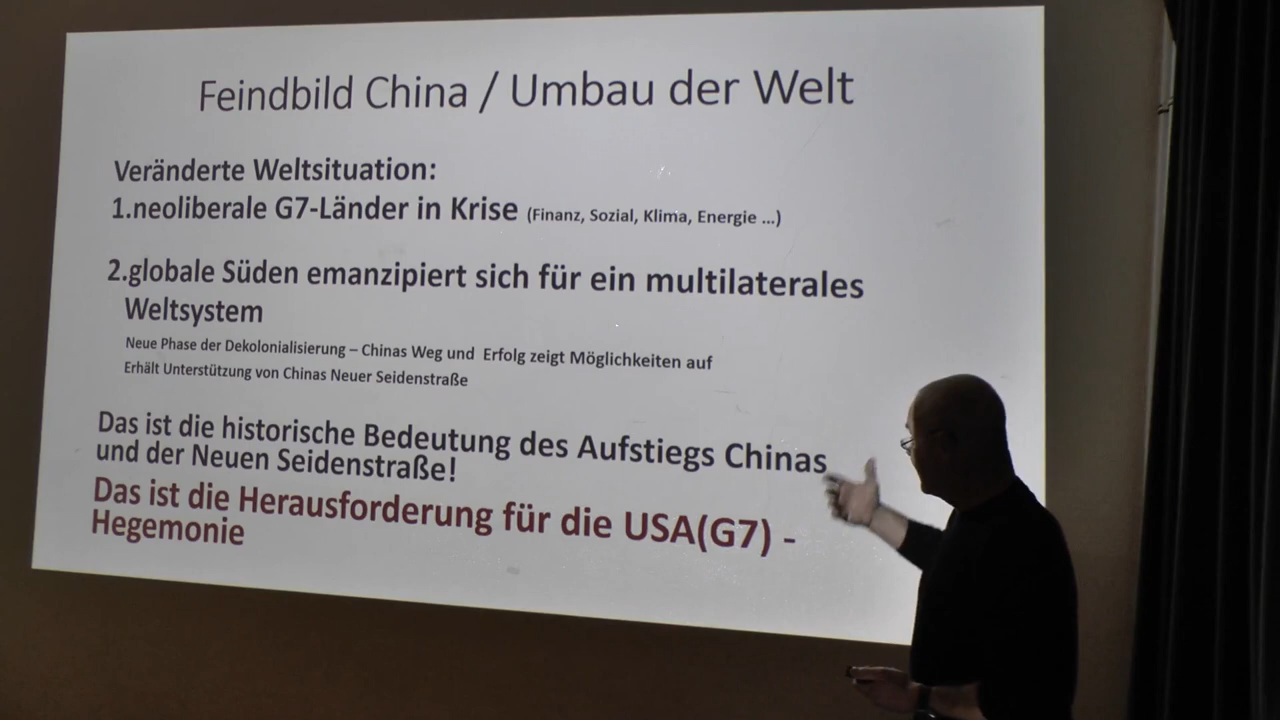 Feindbild China / Umbau der Welt
Veränderte Weltsituation:
1.neoliberale G7-Länder in Krise (Finanz, Sozial, Klima, Energie ...)
2.globale Süden emanzipiert sich für ein multilaterales
Weltsystem
Neue Phase der Dekolonialisierung – Chinas Weg und Erfolg zeigt Möglichkeiten auf
Erhält Unterstützung von Chinas Neuer Seidenstraße
Das ist die historische Bedeutung des Aufstiegs Chinas
und der Neuen Seidenstraße!
Das ist die Herausforderung für die USA(G7) -
Hegemonie